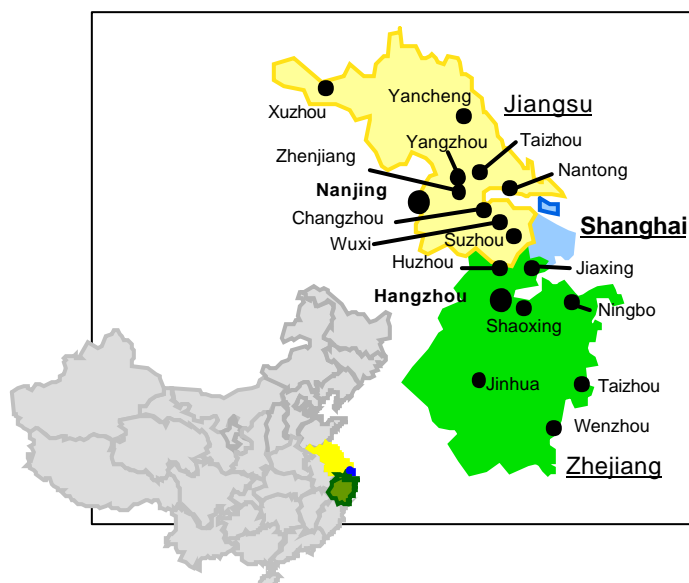 Xuzhou
Yancheng
Jiangsu
Yangzhou
Taizhou
Zhenjiang
Nantong
Nanjing
Changzhou
Shanghai
Wuxi
Suzhou
Huzhou
Jiaxing
Hangzhou
Ningbo
Shaoxing
Jinhua
Taizhou
Wenzhou
Zhejiang